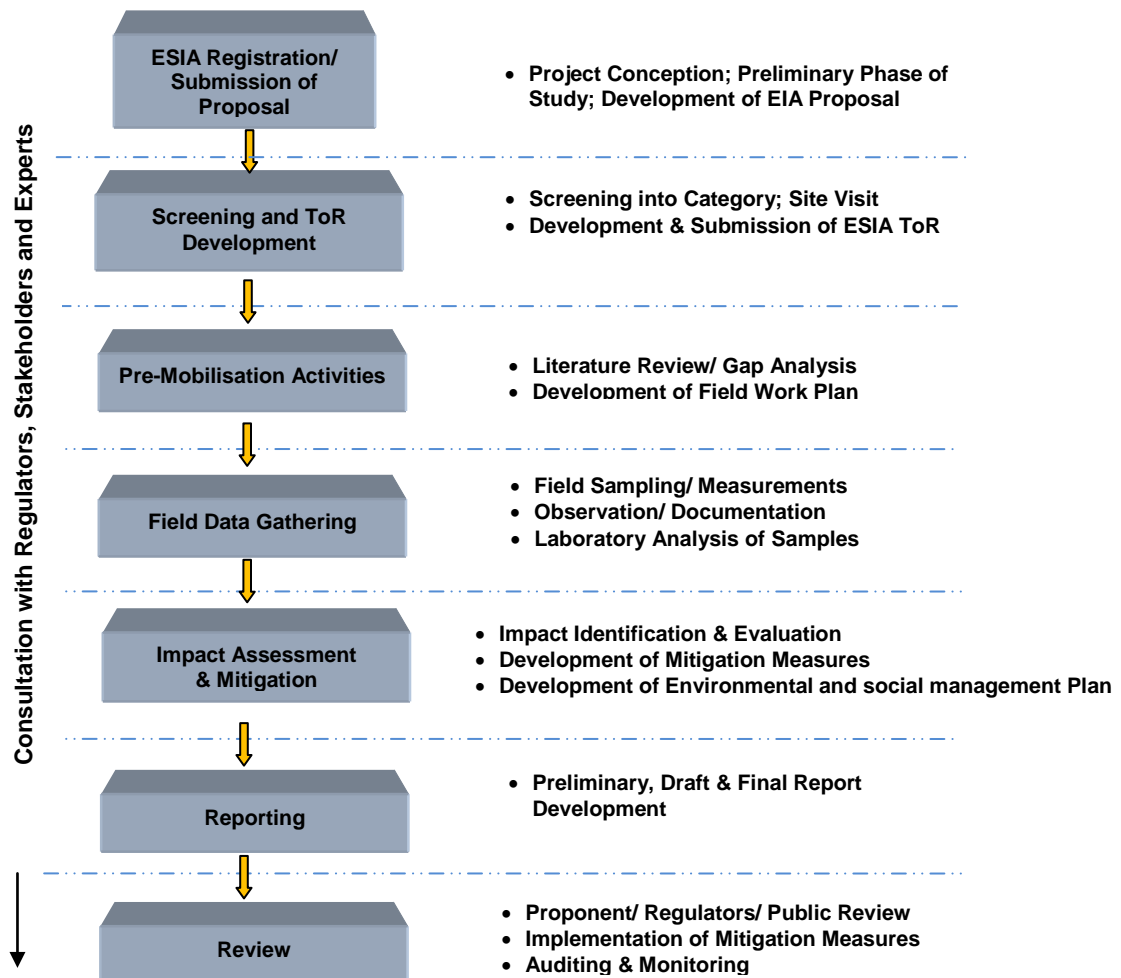 Consultation with Regulators, Stakeholders and Experts
ESIA Registration/
Submission of
Proposal
• Project Conception; Preliminary Phase of
Study; Development of EIA Proposal
Screening and ToR
Development
• Screening into Category; Site Visit
• Development & Submission of ESIA ToR
Pre-Mobilisation Activities
• Literature Review/ Gap Analysis
• Development of Field Work Plan
Field Data Gathering
• Field Sampling/ Measurements
• Observation/ Documentation
• Laboratory Analysis of Samples
Impact Assessment
& Mitigation
• Impact Identification & Evaluation
• Development of Mitigation Measures
• Development of Environmental and social management Plan
Reporting
• Preliminary, Draft & Final Report
Development
Review
• Proponent/ Regulators/ Public Review
• Implementation of Mitigation Measures
• Auditing & Monitoring